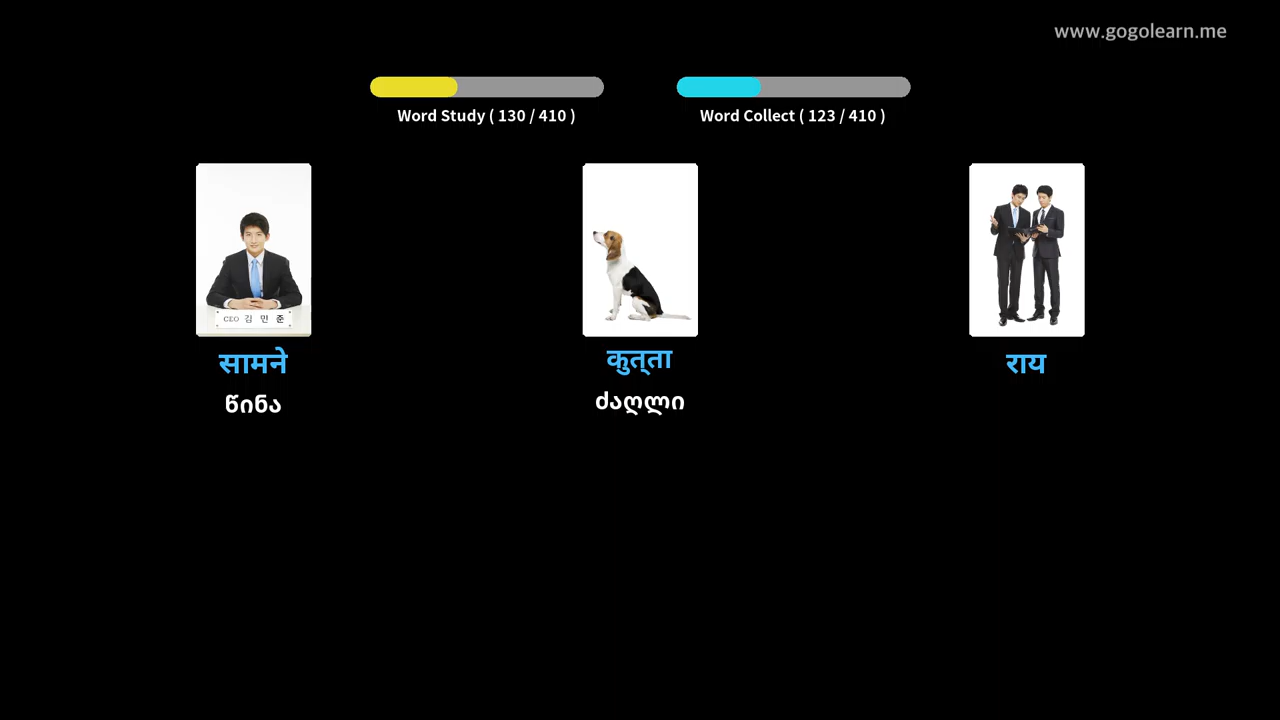 www.gogolearn.me
Word Study ( 130 / 410 )
Word Collect ( 123 / 410 )
CEO 김 민 준
सामने
कुत्ता
राय
წინა
ძაღლი